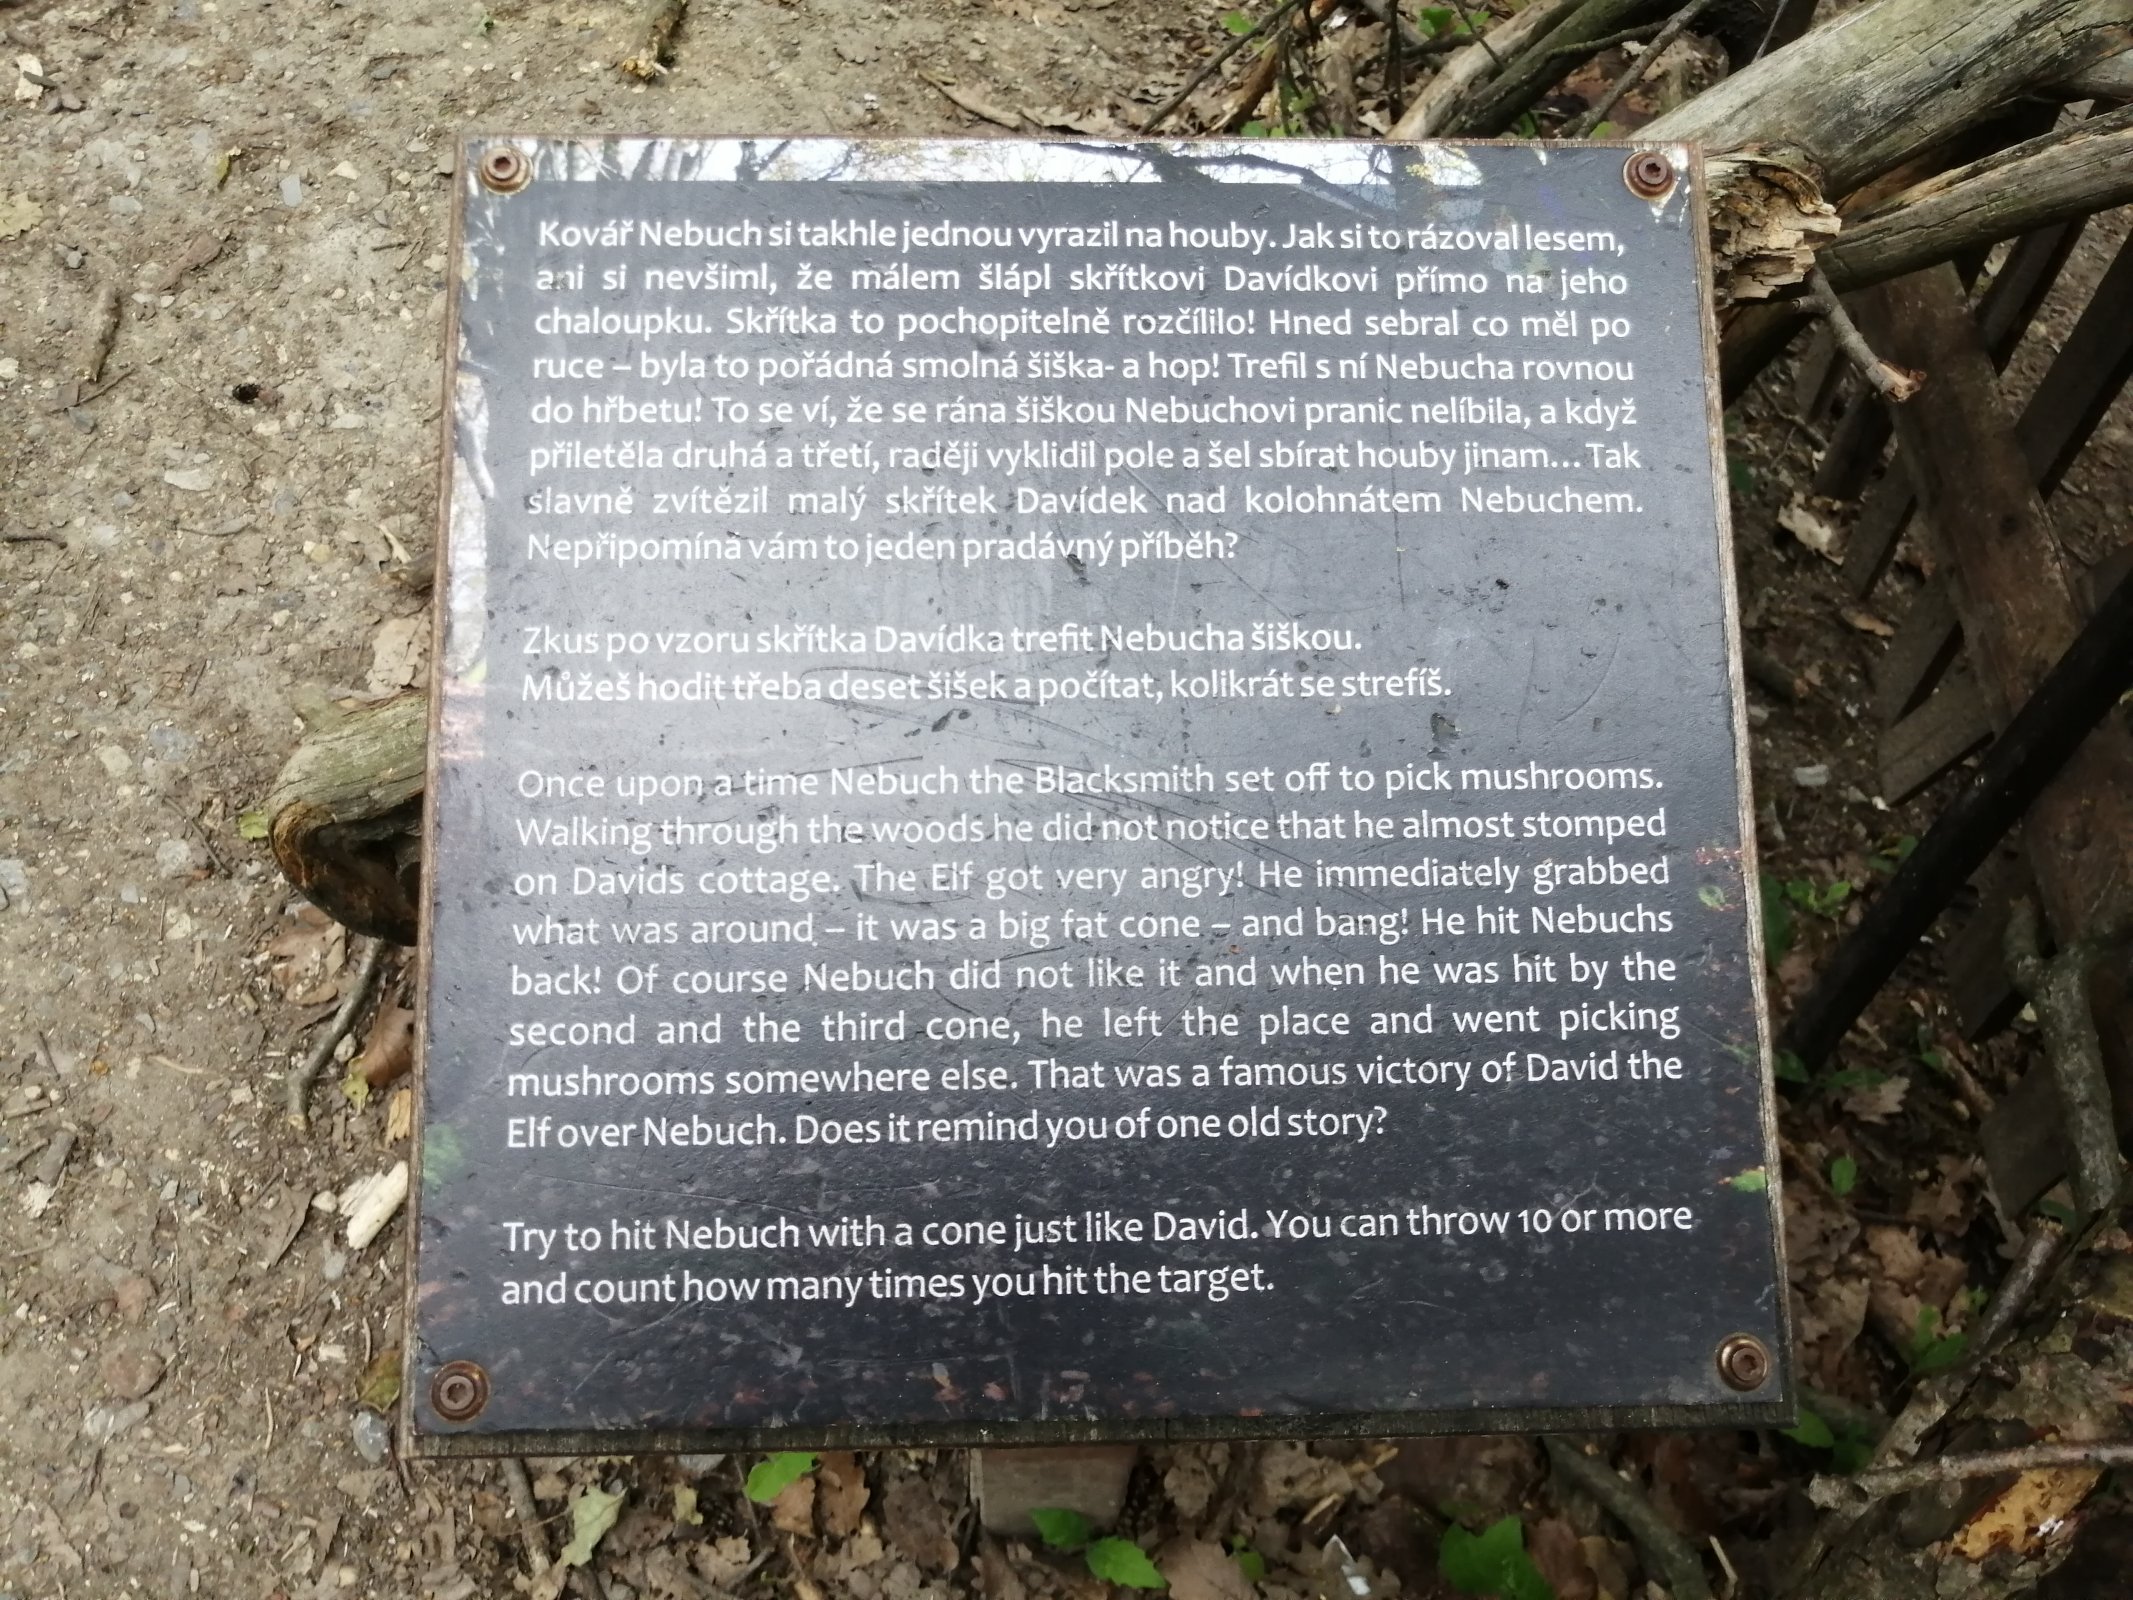 Kovář Nebuch si takhle jednou vyrazil na houby. Jak si to rázoval lesem,
ani si nevšiml, že málem šlápl skřítkovi Davídkovi přímo na jeho
chaloupku. Skřítka to pochopitelně rozčílilo! Hned sebral co měl po
ruce – byla to pořádná smolná šiška- a hop! Trefil s ní Nebucha rovnou
do hřbetu! To se ví, že se rána šiškou Nebuchovi pranic nelíbila, a když
přiletěla druhá a třetí, raději vyklidil pole a šel sbírat houby jinam... Tak
slavně zvítězil malý skřítek Davídek nad kolohnátem Nebuchem.
Nepřipomíná vám to jeden pradávný příběh?
Zkus po vzoru skřítka Davídka trefit Nebucha šiškou.
Můžeš hodit třeba deset šišek a počítat, kolikrát se strefíš.
Once upon a time Nebuch the Blacksmith set off to pick mushrooms.
Walking through the woods he did not notice that he almost stomped
on Davids cottage. The Elf got very angry! He immediately grabbed
what was around – it was a big fat cone – and bang! He hit Nebuchs
back! Of course Nebuch did not like it and when he was hit by the
second and the third cone, he left the place and went picking
mushrooms somewhere else. That was a famous victory of David the
Elf over Nebuch. Does it remind you of one old story?
Try to hit Nebuch with a cone just like David. You can throw 10 or more
and count how many times you hit the target.